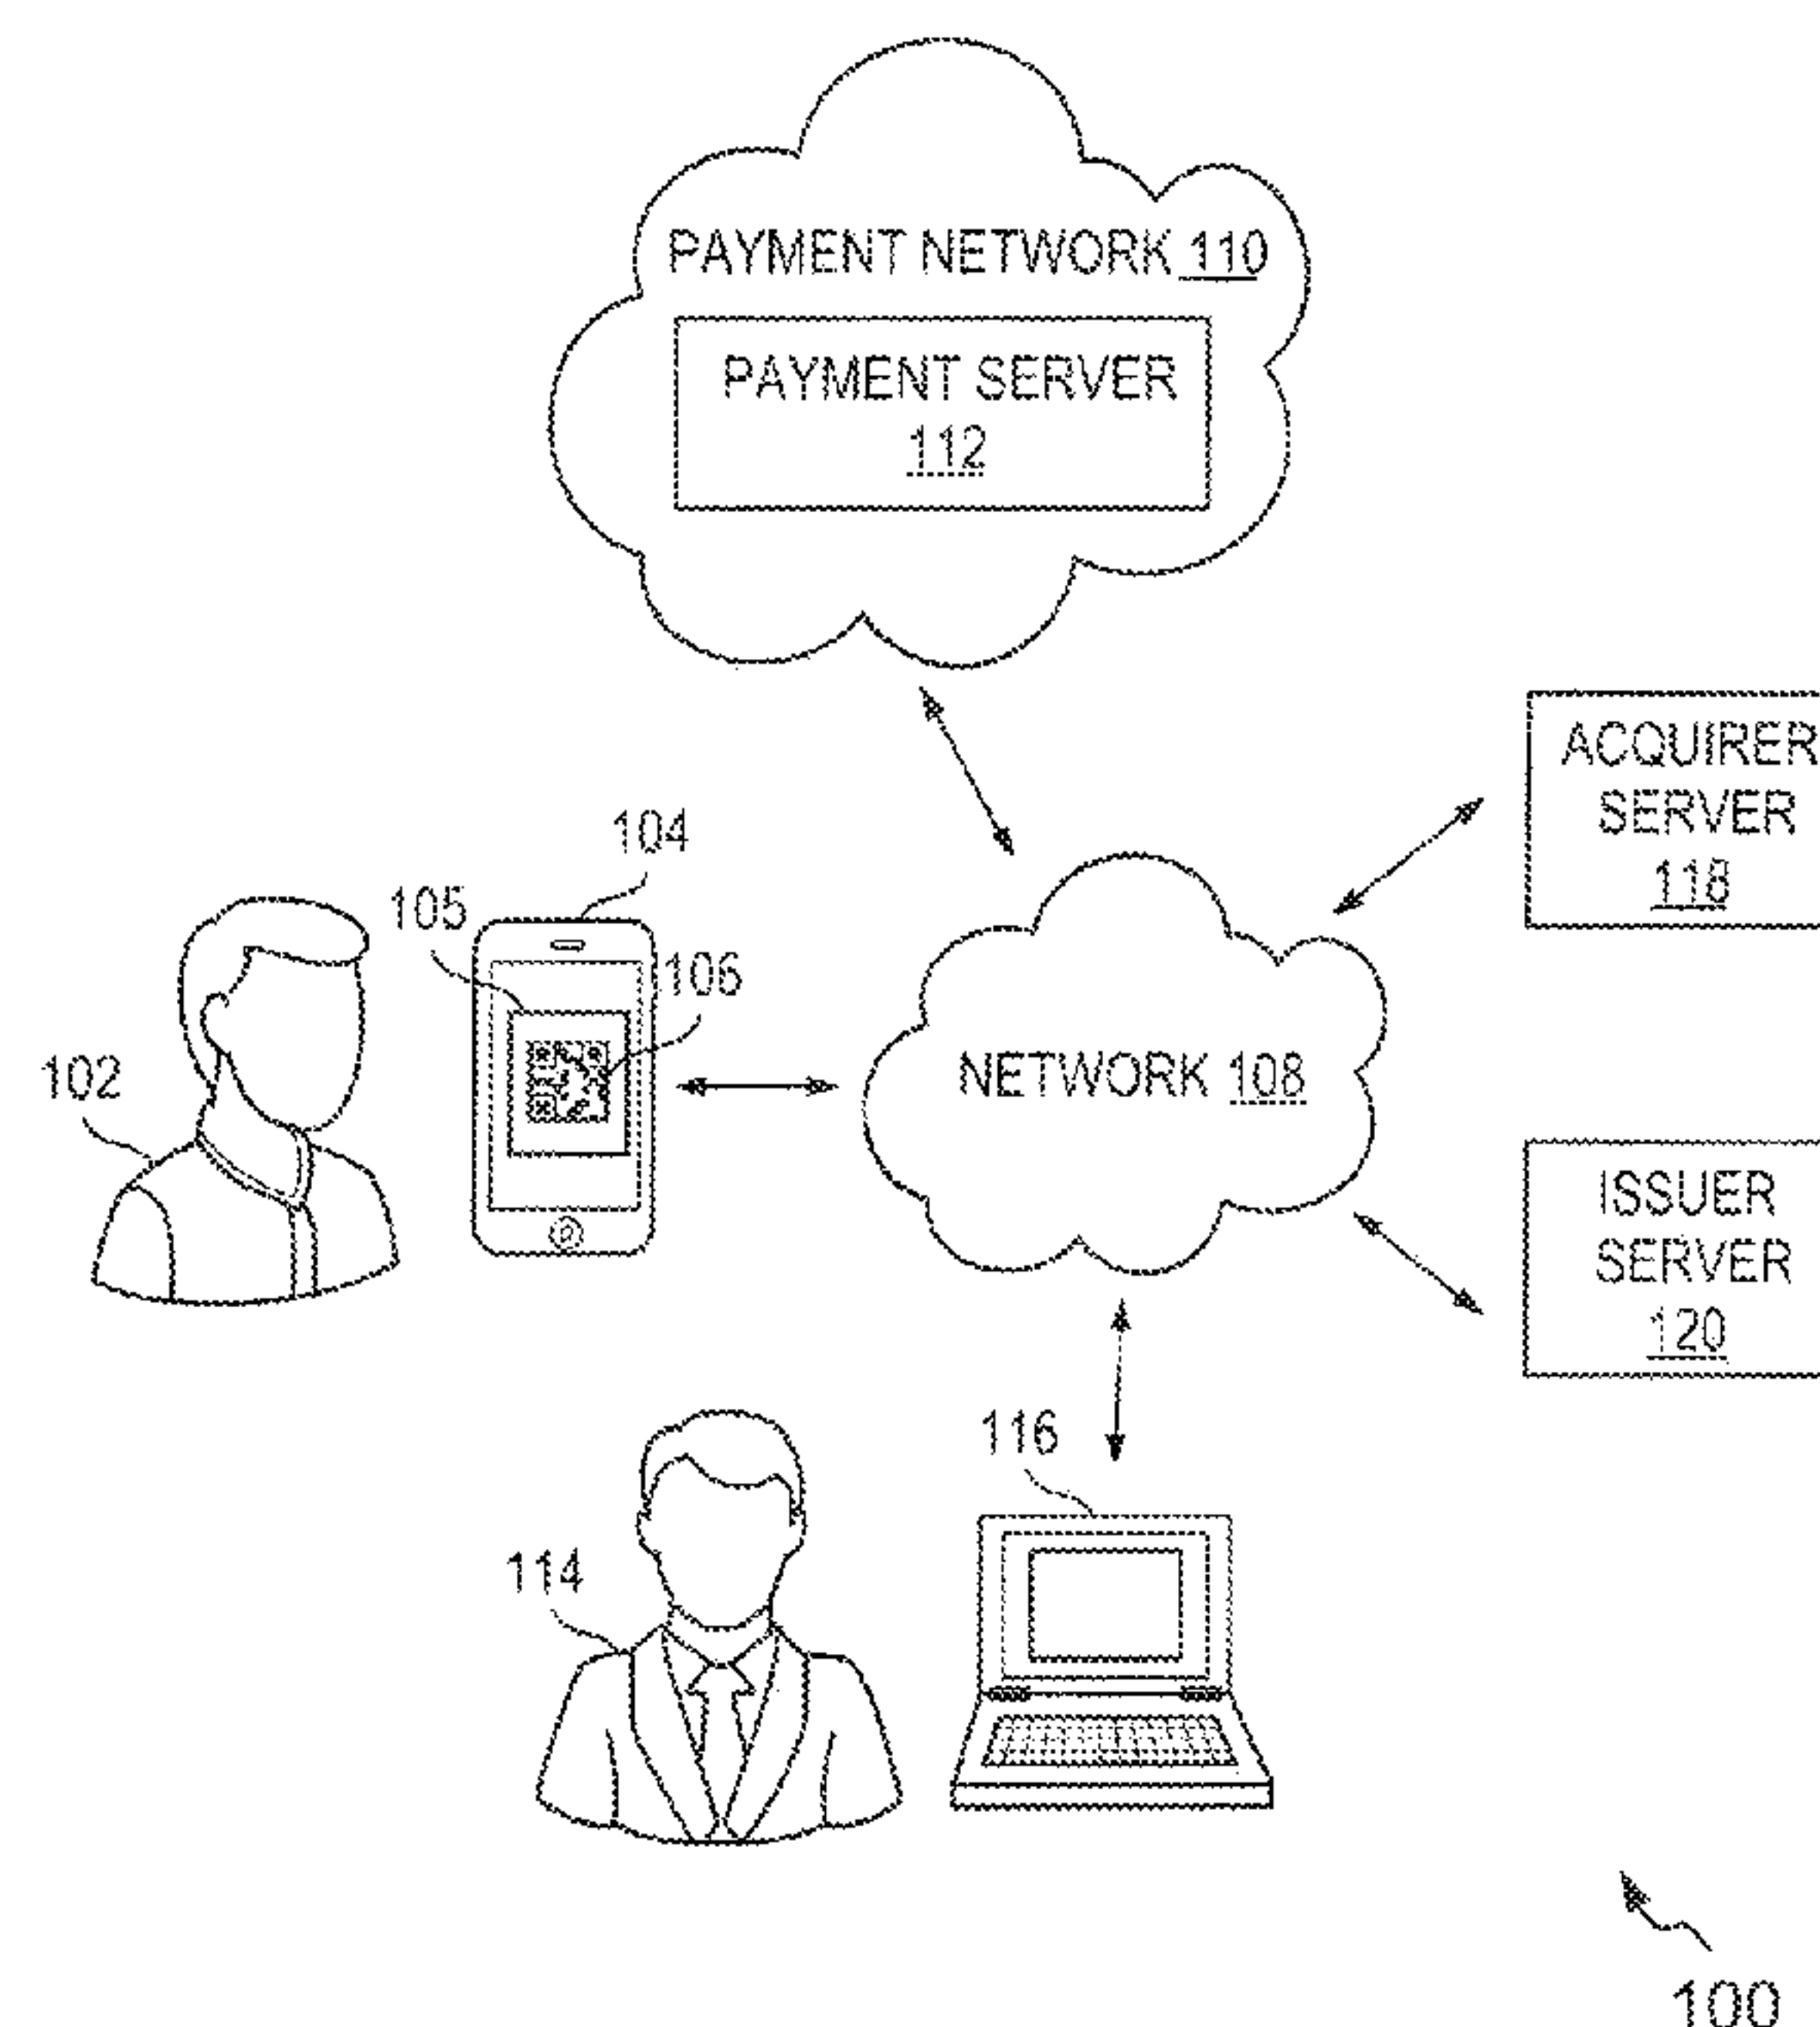 PAYMENT NETWORK 110
PAYMENT SERVER
112
ACQUIRER
SERVER
118
104
105
106
102
NETWORK 108
ISSUER
SERVER
120
116
114
100